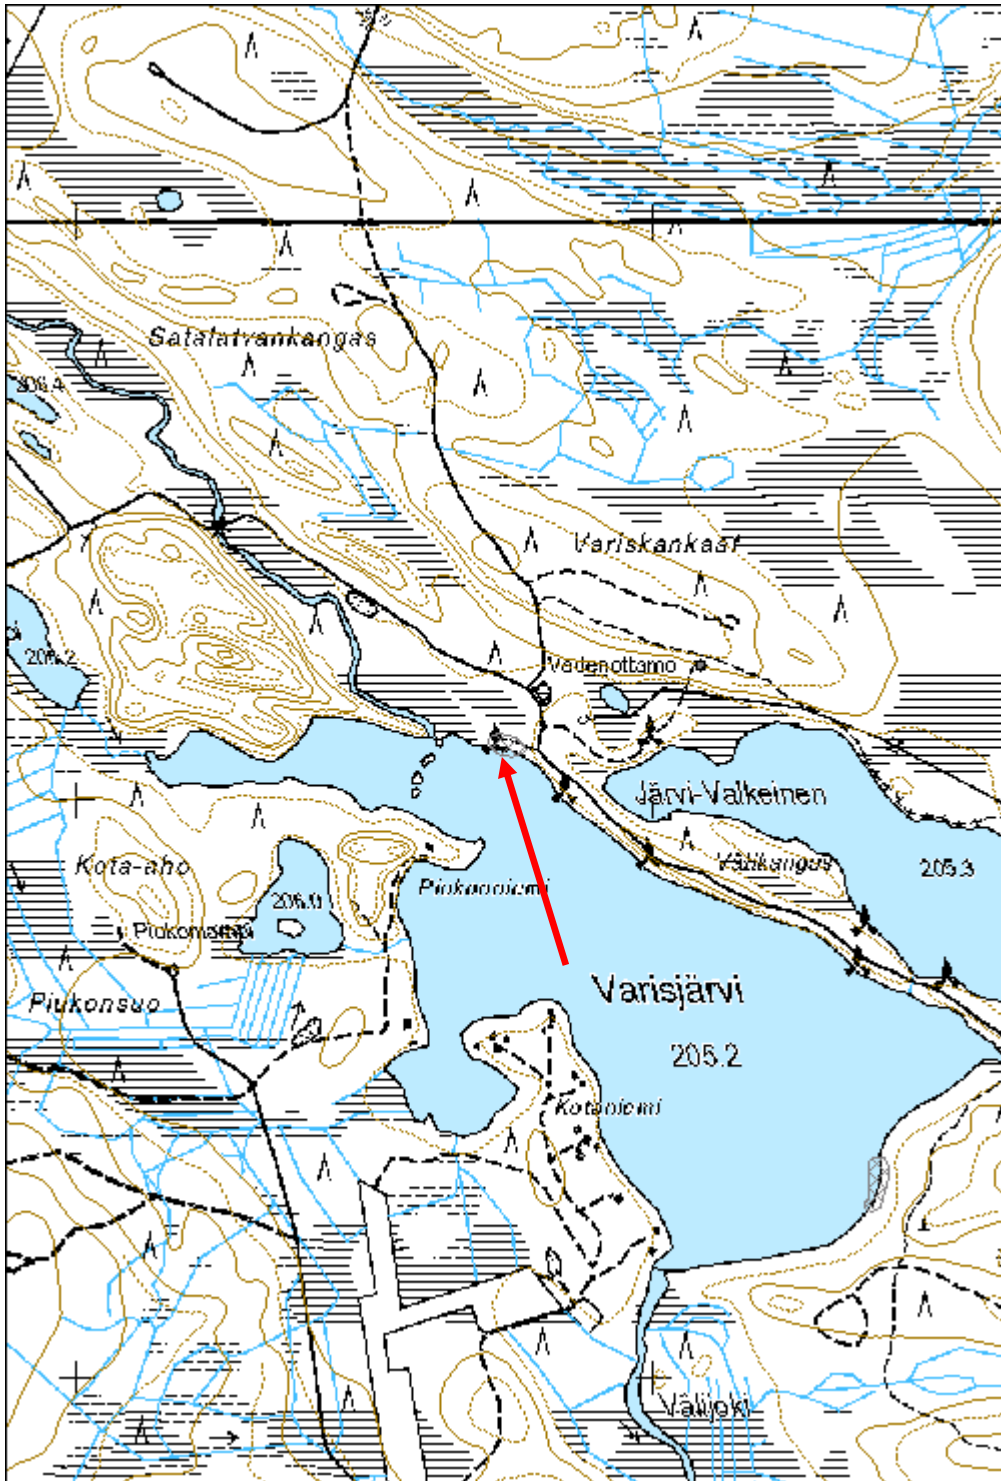 Satalatvankangas
206.4
Variskankaat
Vedenottamo
206.2
Järvi-Valkeinen
Kota-aho
Piukonniemi
Välikangas
205.3
206.0
Piukonsuo
Varisjärvi
205.2
Kotaniemi
Välijoki